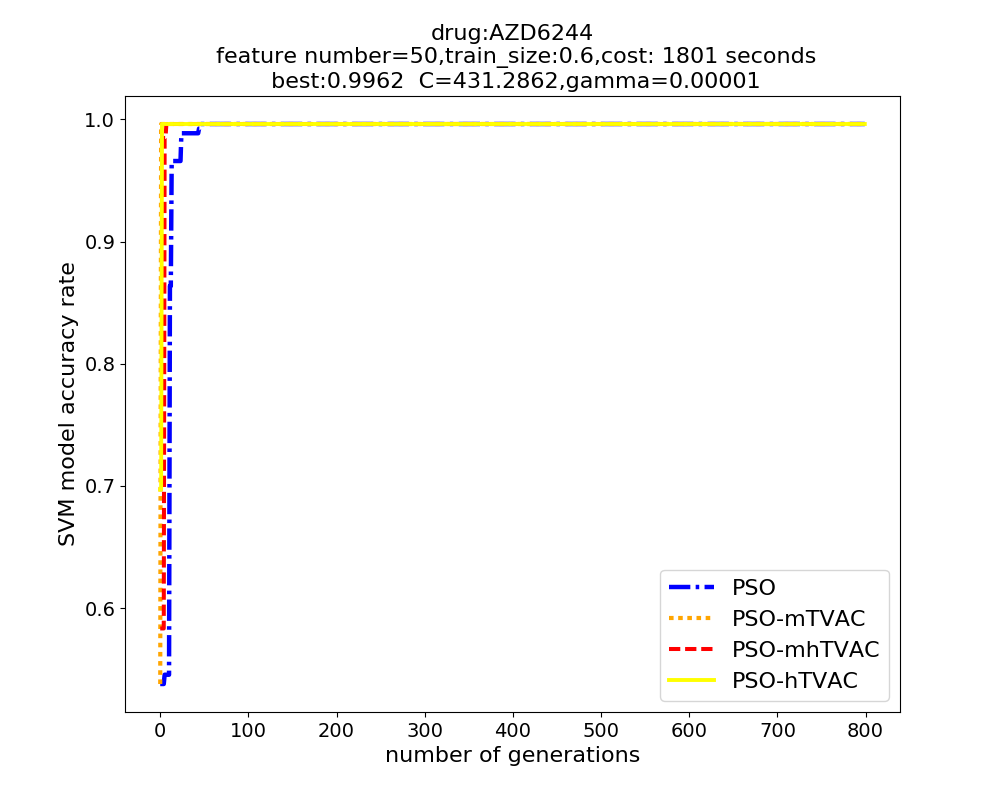 drug:AZD6244
feature number=50,train_size:0.6,cost: 1801 seconds
best:0.9962  C=431.2862,gamma=0.00001
1.0
0.9
0.8
0.7
0.6
SVM model accuracy rate
PSO
PSO-mTVAC
PSO-mhTVAC
PSO-hTVAC
0 100 200 300 400 500 600 700 800
number of generations